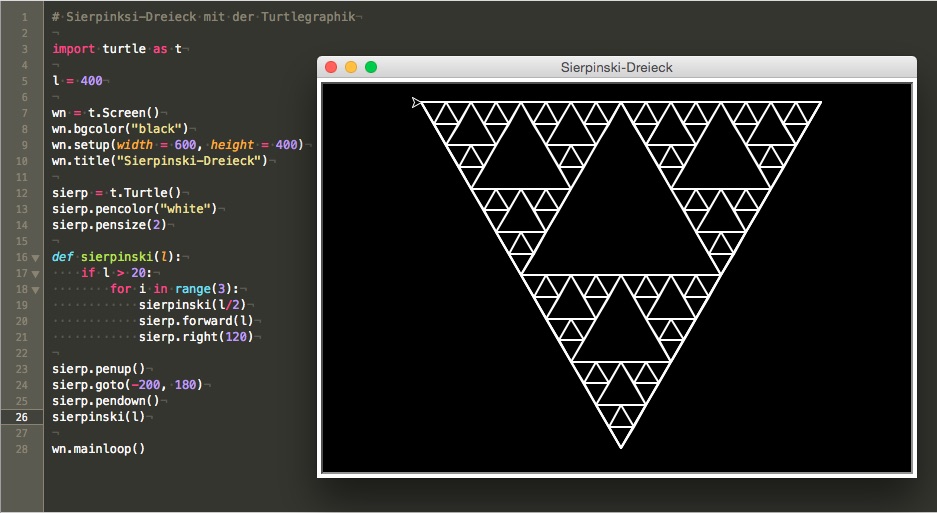 1 # Sierpinksi-Dreieck mit der Turtlegraphik
2
3 import turtle as t
4
5 l = 400
6
7 wn = t.Screen()
8 wn.bgcolor("black")
9 wn.setup(width = 600, height = 400)
10 wn.title("Sierpinski-Dreieck")
11
12 sierp = t.Turtle()
13 sierp.pencolor("white")
14 sierp.pensize(2)
15
16 def sierpinski(l):
17     if l > 20:
18         for i in range(3):
19             sierpinski(l/2)
20             sierp.forward(l)
21             sierp.right(120)
22
23 sierp.penup()
24 sierp.goto(-200, 180)
25 sierp.pendown()
26 sierpinski(l)
27
28 wn.mainloop()
Sierpinski-Dreieck